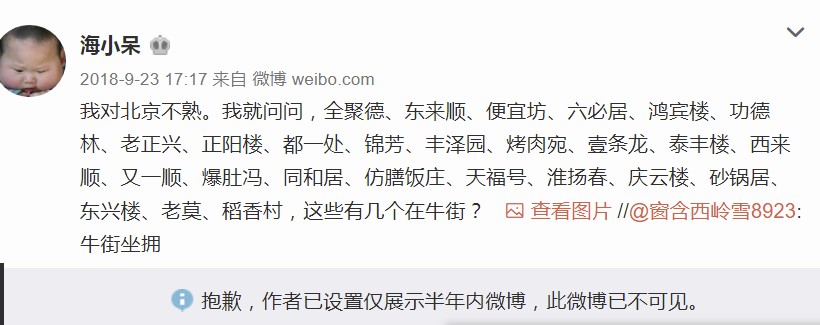 海小呆
2018-9-23 17:17 来自 微博 weibo.com
我对北京不熟。我就问问，全聚德、东来顺、便宜坊、六必居、鸿宾楼、功德
林、老正兴、正阳楼、都一处、锦芳、丰泽园、烤肉宛、壹条龙、泰丰楼、西来
顺、又一顺、爆肚冯、同和居、仿膳饭庄、天福号、淮扬春、庆云楼、砂锅居、
东兴楼、老莫、稻香村，这些有几个在牛街？ 查看图片 //@窗含西岭雪8923:
牛街坐拥
抱歉，作者已设置仅展示半年内微博，此微博已不可见。